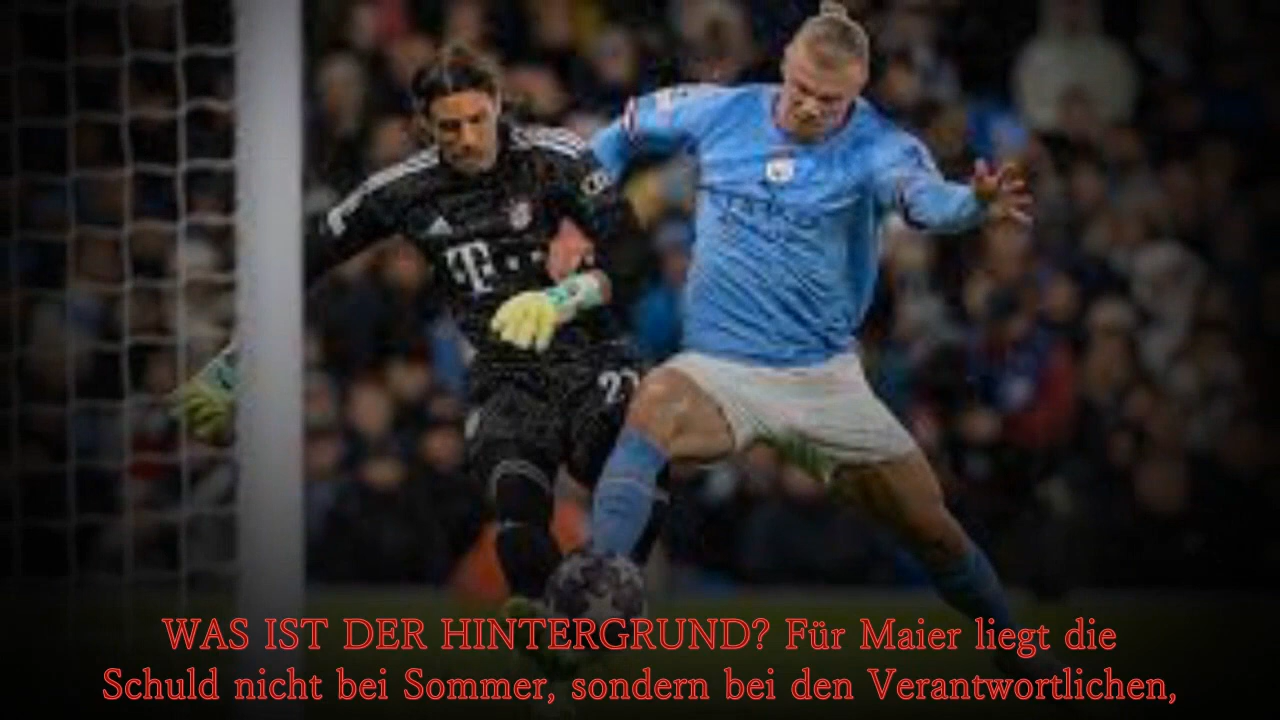 WAS IST DER HINTERGRUND? Für Maier liegt die
Schuld nicht bei Sommer, sondern bei den Verantwortlichen,